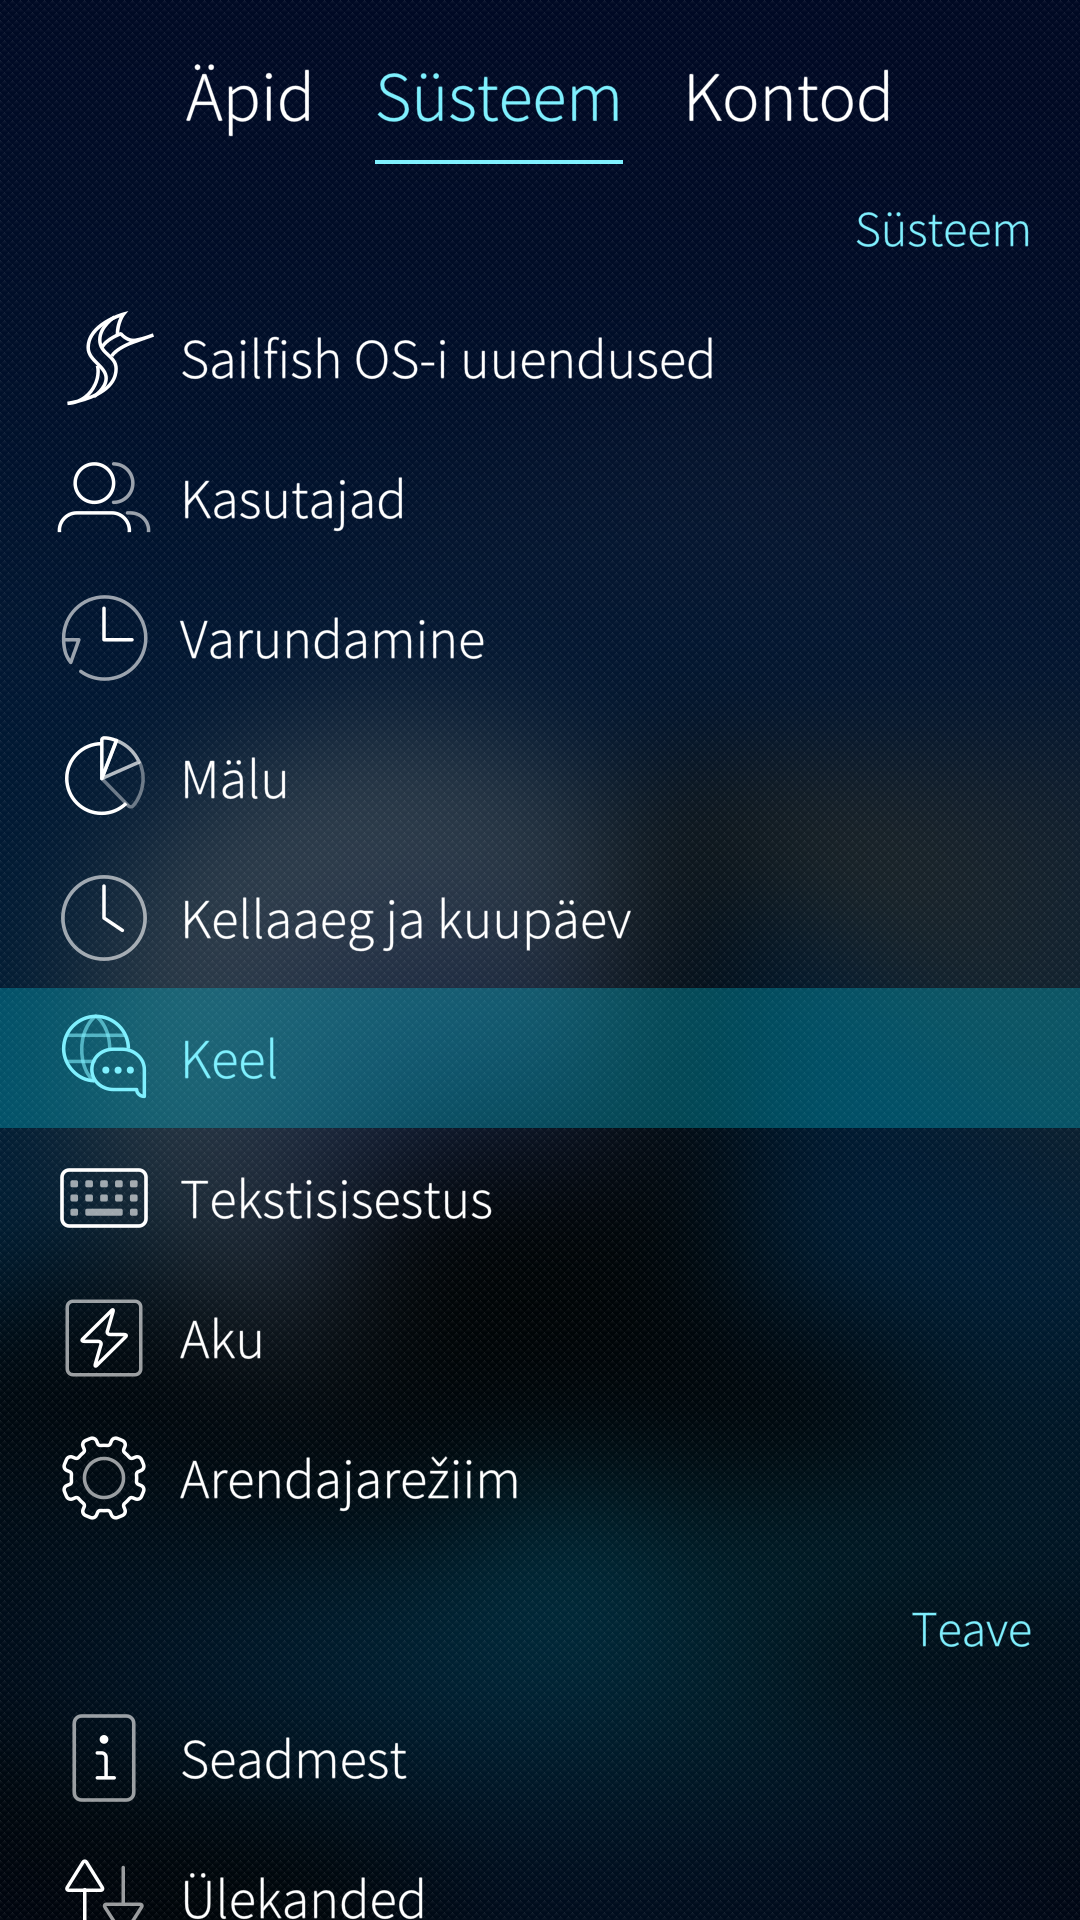 Äpid Süsteem Kontod
Süsteem
Sailfish OS-i uuendused
Kasutajad
Varundamine
Mälu
Kellaaeg ja kuupäev
Keel
Tekstisisestus
Aku
Arendajarežiim
Teave
Seadmest
Ülekanded